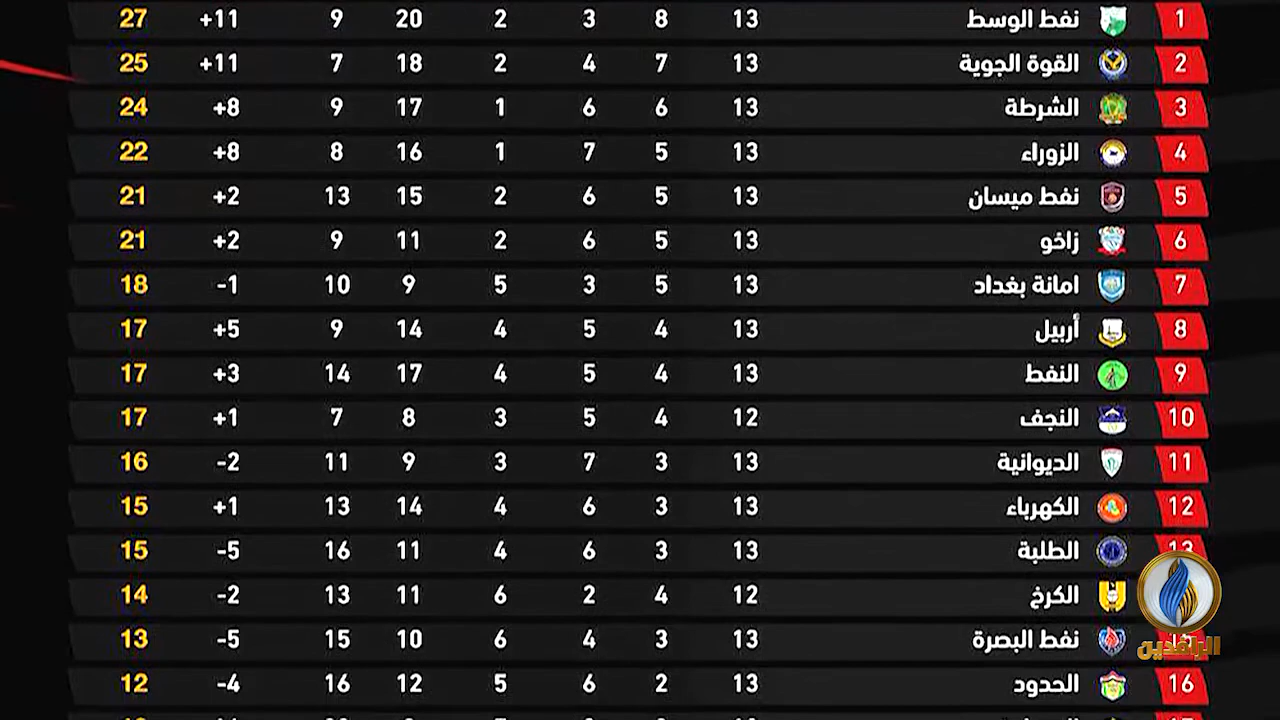 1 نفط الوسط 13 8 3 2 20 9 +11 27
2 القوة الجوية 13 7 4 2 18 7 +11 25
3 الشرطة 13 6 6 1 17 9 +8 24
4 الزوراء 13 5 7 1 16 8 +8 22
5 نفط ميسان 13 5 6 2 15 13 +2 21
6 زاخو 13 5 6 2 11 9 +2 21
7 امانة بغداد 13 5 3 5 9 10 -1 18
8 أربيل 13 4 5 4 14 9 +5 17
9 النفط 13 4 5 4 17 14 +3 17
10 النجف 12 4 5 3 8 7 +1 17
11 الديوانية 13 3 7 3 9 11 -2 16
12 الكهرباء 13 3 6 4 14 13 +1 15
13 الطلبة 13 3 6 4 11 16 -5 15
الكرخ 12 4 2 6 11 13 -2 14
نفط البصرة 13 3 4 6 10 15 -5 13
الرافدين
16 الحدود 13 2 6 5 12 16 -4 12